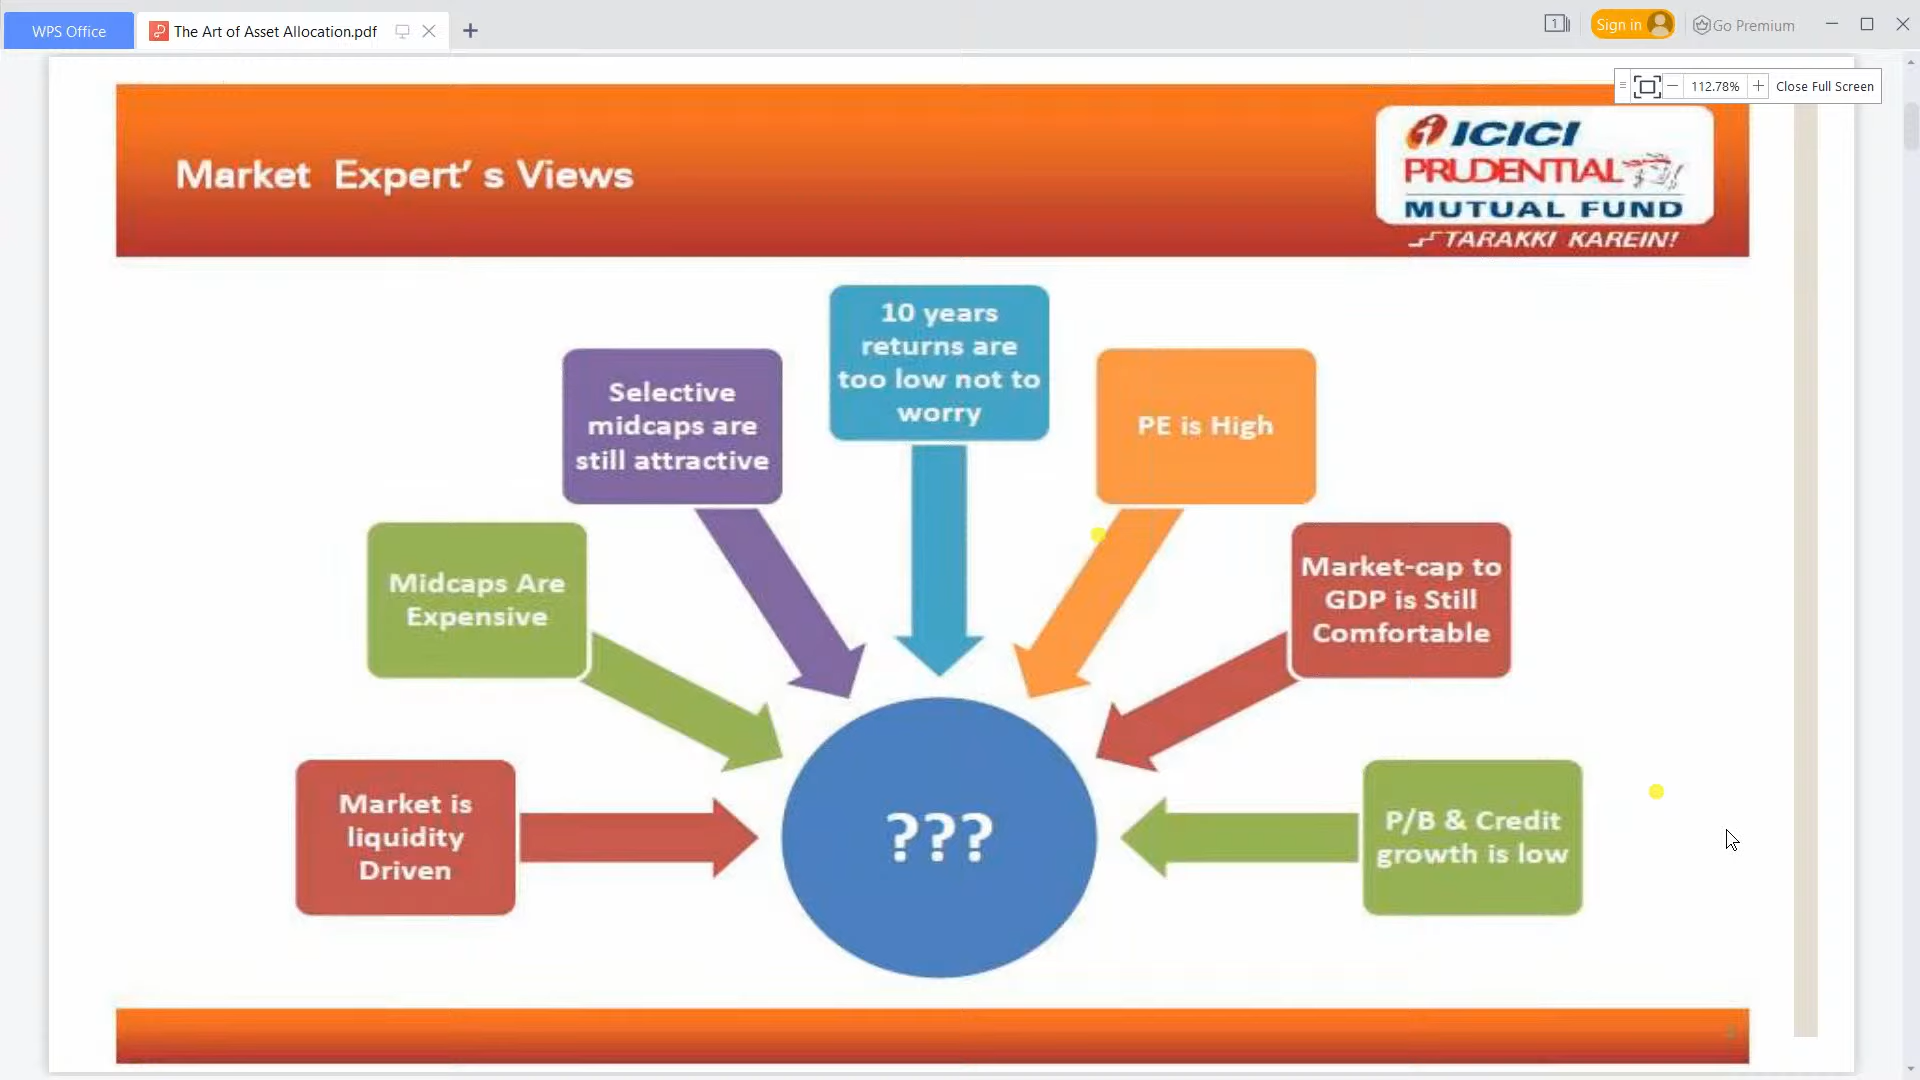 WPS Office
The Art of Asset Allocation.pdf
1
Sign in
Go Premium
112.78%
Close Full Screen
Market Expert’ s Views
ICICI
PRUDENTIAL
MUTUAL FUND
TARAKKI KAREIN!
10 years
returns are
too low not to
worry
Selective
midcaps are
still attractive
PE is High
Midcaps Are
Expensive
Market-cap to
GDP is Still
Comfortable
Market is
liquidity
Driven
???
P/B & Credit
growth is low